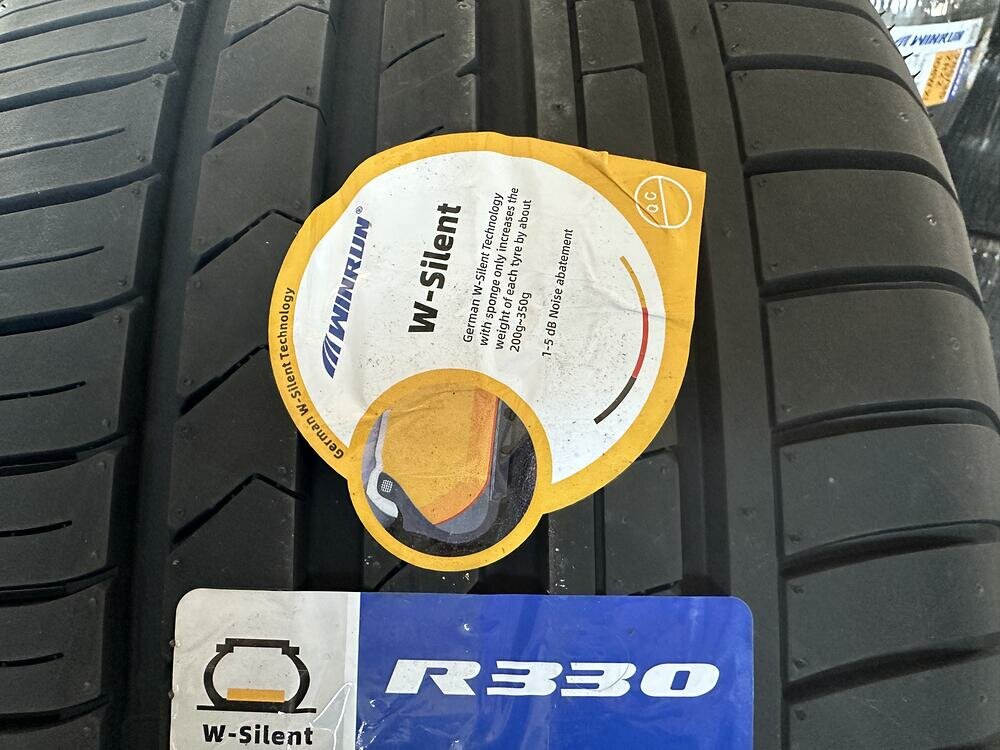 German W-Silent Technology
WINRUN®
W-Silent
German W-Silent Technology
with sponge only increases the
weight of each tyre by about
200g~350g
1-5 dB Noise abatement
QC
WINRUN
R330
W-Silent